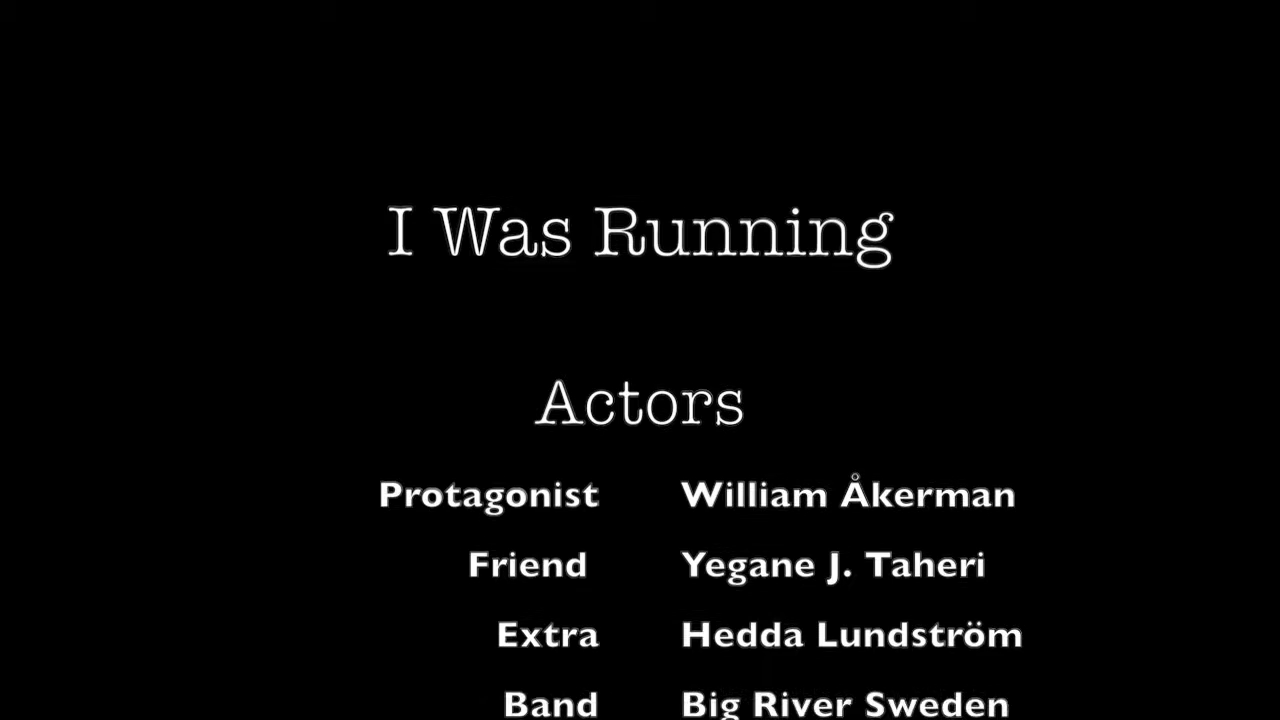 I Was Running
Actors
Protagonist William Åkerman
Friend Yegane J. Taheri
Extra Hedda Lundström
Band Big River Sweden